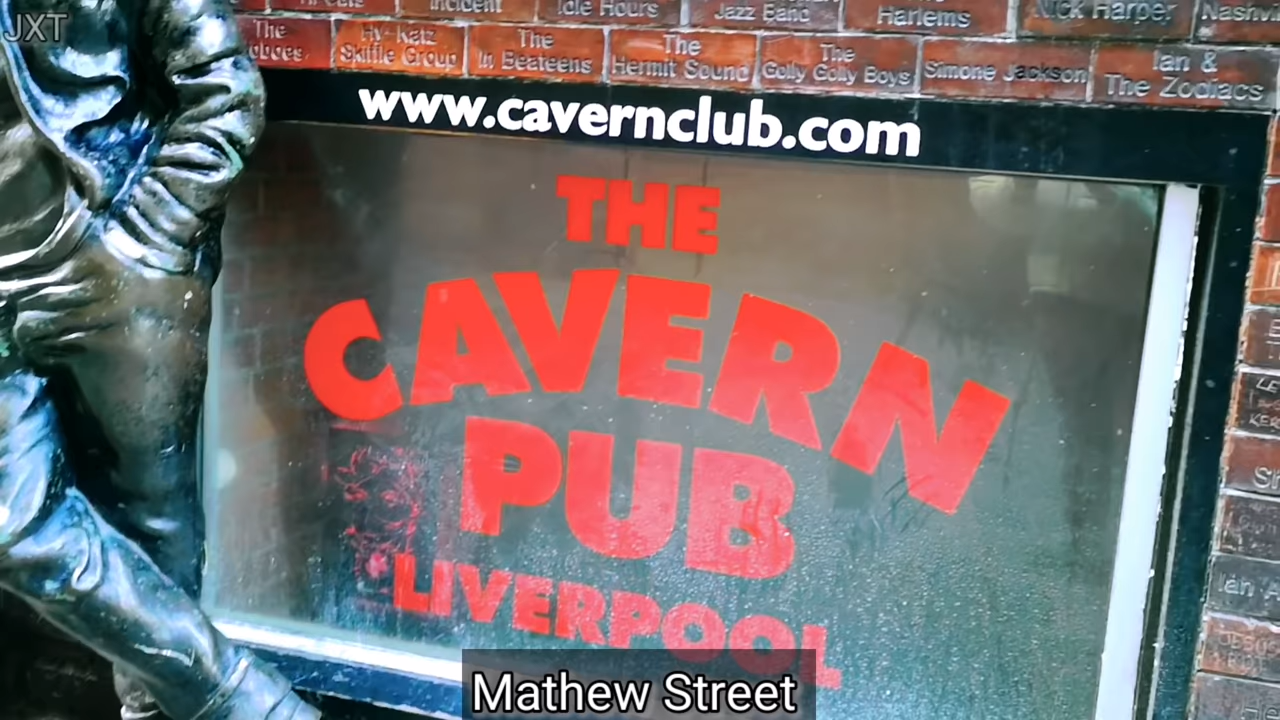 JXT
Incident
Idle Hours
Jazz Band
Harlems
Nick Harper
The
Hy-Katz
Skiffle Group
The
In Beateens
The
Hermit Sound
The
Golly Golly Boys
Simone Jackson
Ian &
The Zodiacs
www.cavernclub.com
THE
CAVERN
PUB
LIVERPOOL
Mathew Street